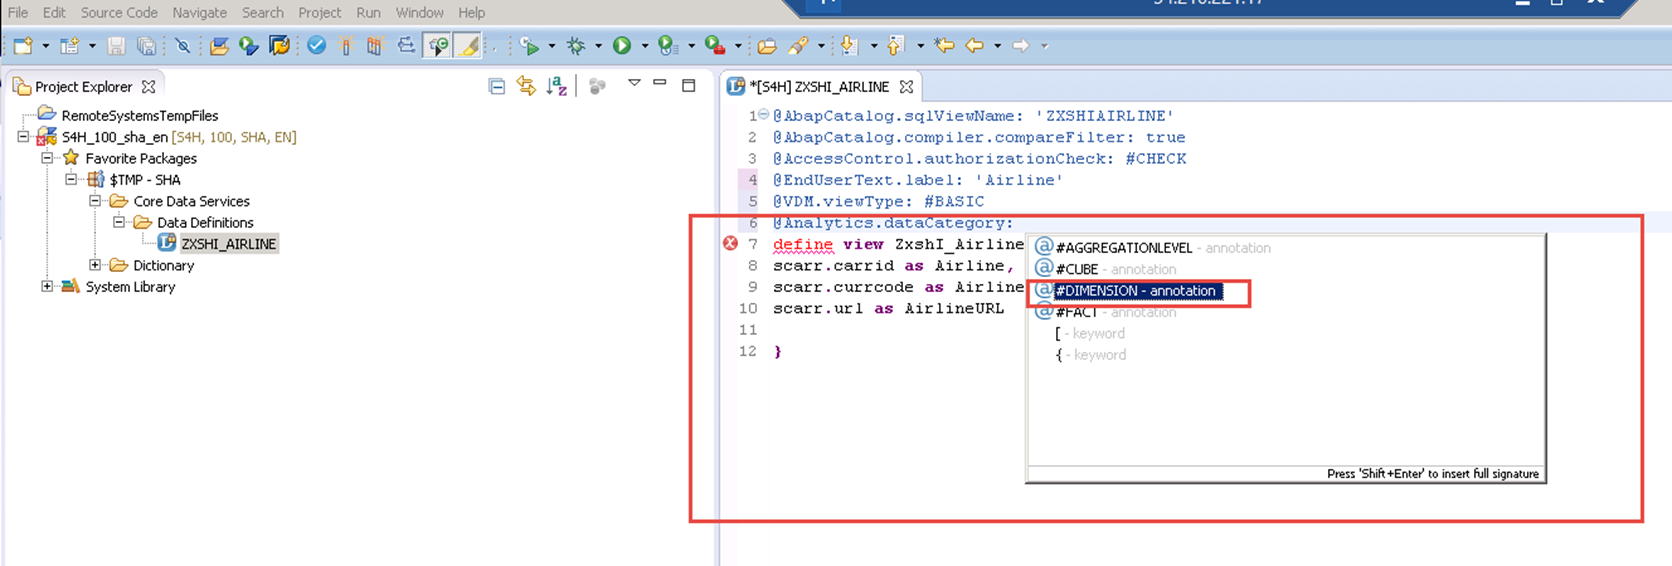 File Edit Source Code Navigate Search Project Run Window Help
Project Explorer
RemoteSystemsTempFiles
S4H_100_sha_en [S4H, 100, SHA, EN]
Favorite Packages
$TMP - SHA
Core Data Services
Data Definitions
ZXSHI_AIRLINE
Dictionary
System Library
*[S4H] ZXSHI_AIRLINE
1 @AbapCatalog.sqlViewName: 'ZXSHIAIRLINE'
2 @AbapCatalog.compiler.compareFilter: true
3 @AccessControl.authorizationCheck: #CHECK
4 @EndUserText.label: 'Airline'
5 @VDM.viewType: #BASIC
6 @Analytics.dataCategory:
7 define view ZxshI_Airline
8 scarr.carrid as Airline,
9 scarr.currcode as Airline
10 scarr.url as AirlineURL
11
12 }
#AGGREGATIONLEVEL - annotation
#CUBE - annotation
#DIMENSION - annotation
#FACT - annotation
[ - keyword
{ - keyword
Press 'Shift+Enter' to insert full signature